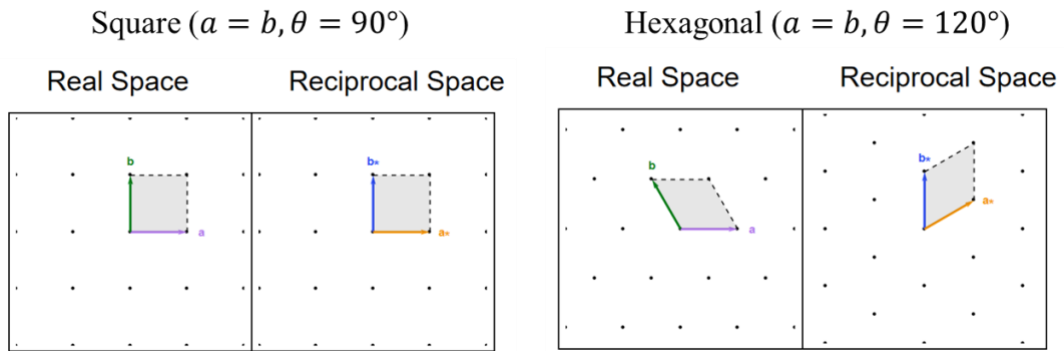 Square (a = b, θ = 90°)
Hexagonal (a = b, θ = 120°)
Real Space
Reciprocal Space
Real Space
Reciprocal Space
b
a
b*
a*
b
a
b*
a*